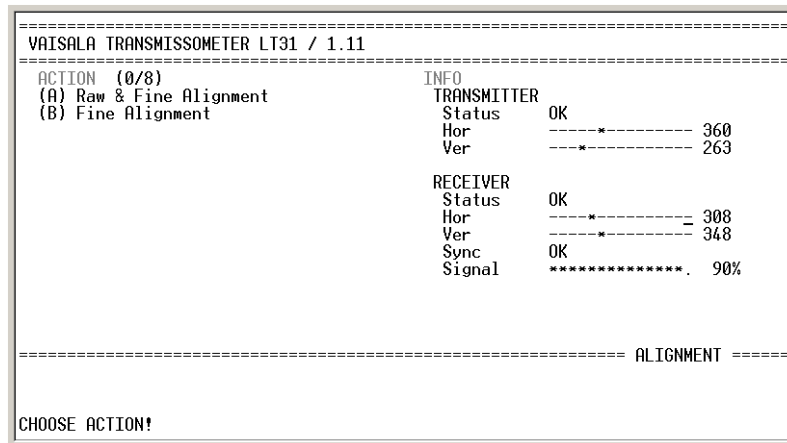 ================================================================================
VAISALA TRANSMISSOMETER LT31 / 1.11
================================================================================
ACTION (0/8)
(A) Raw & Fine Alignment
(B) Fine Alignment
INFO
TRANSMITTER
Status OK
Hor -----*--------- 360
Ver ---*----------- 263
RECEIVER
Status OK
Hor ----*---------- 308
Ver -----*--------- 348
Sync OK
Signal **************. 90%
================================================================ ALIGNMENT ======
CHOOSE ACTION!